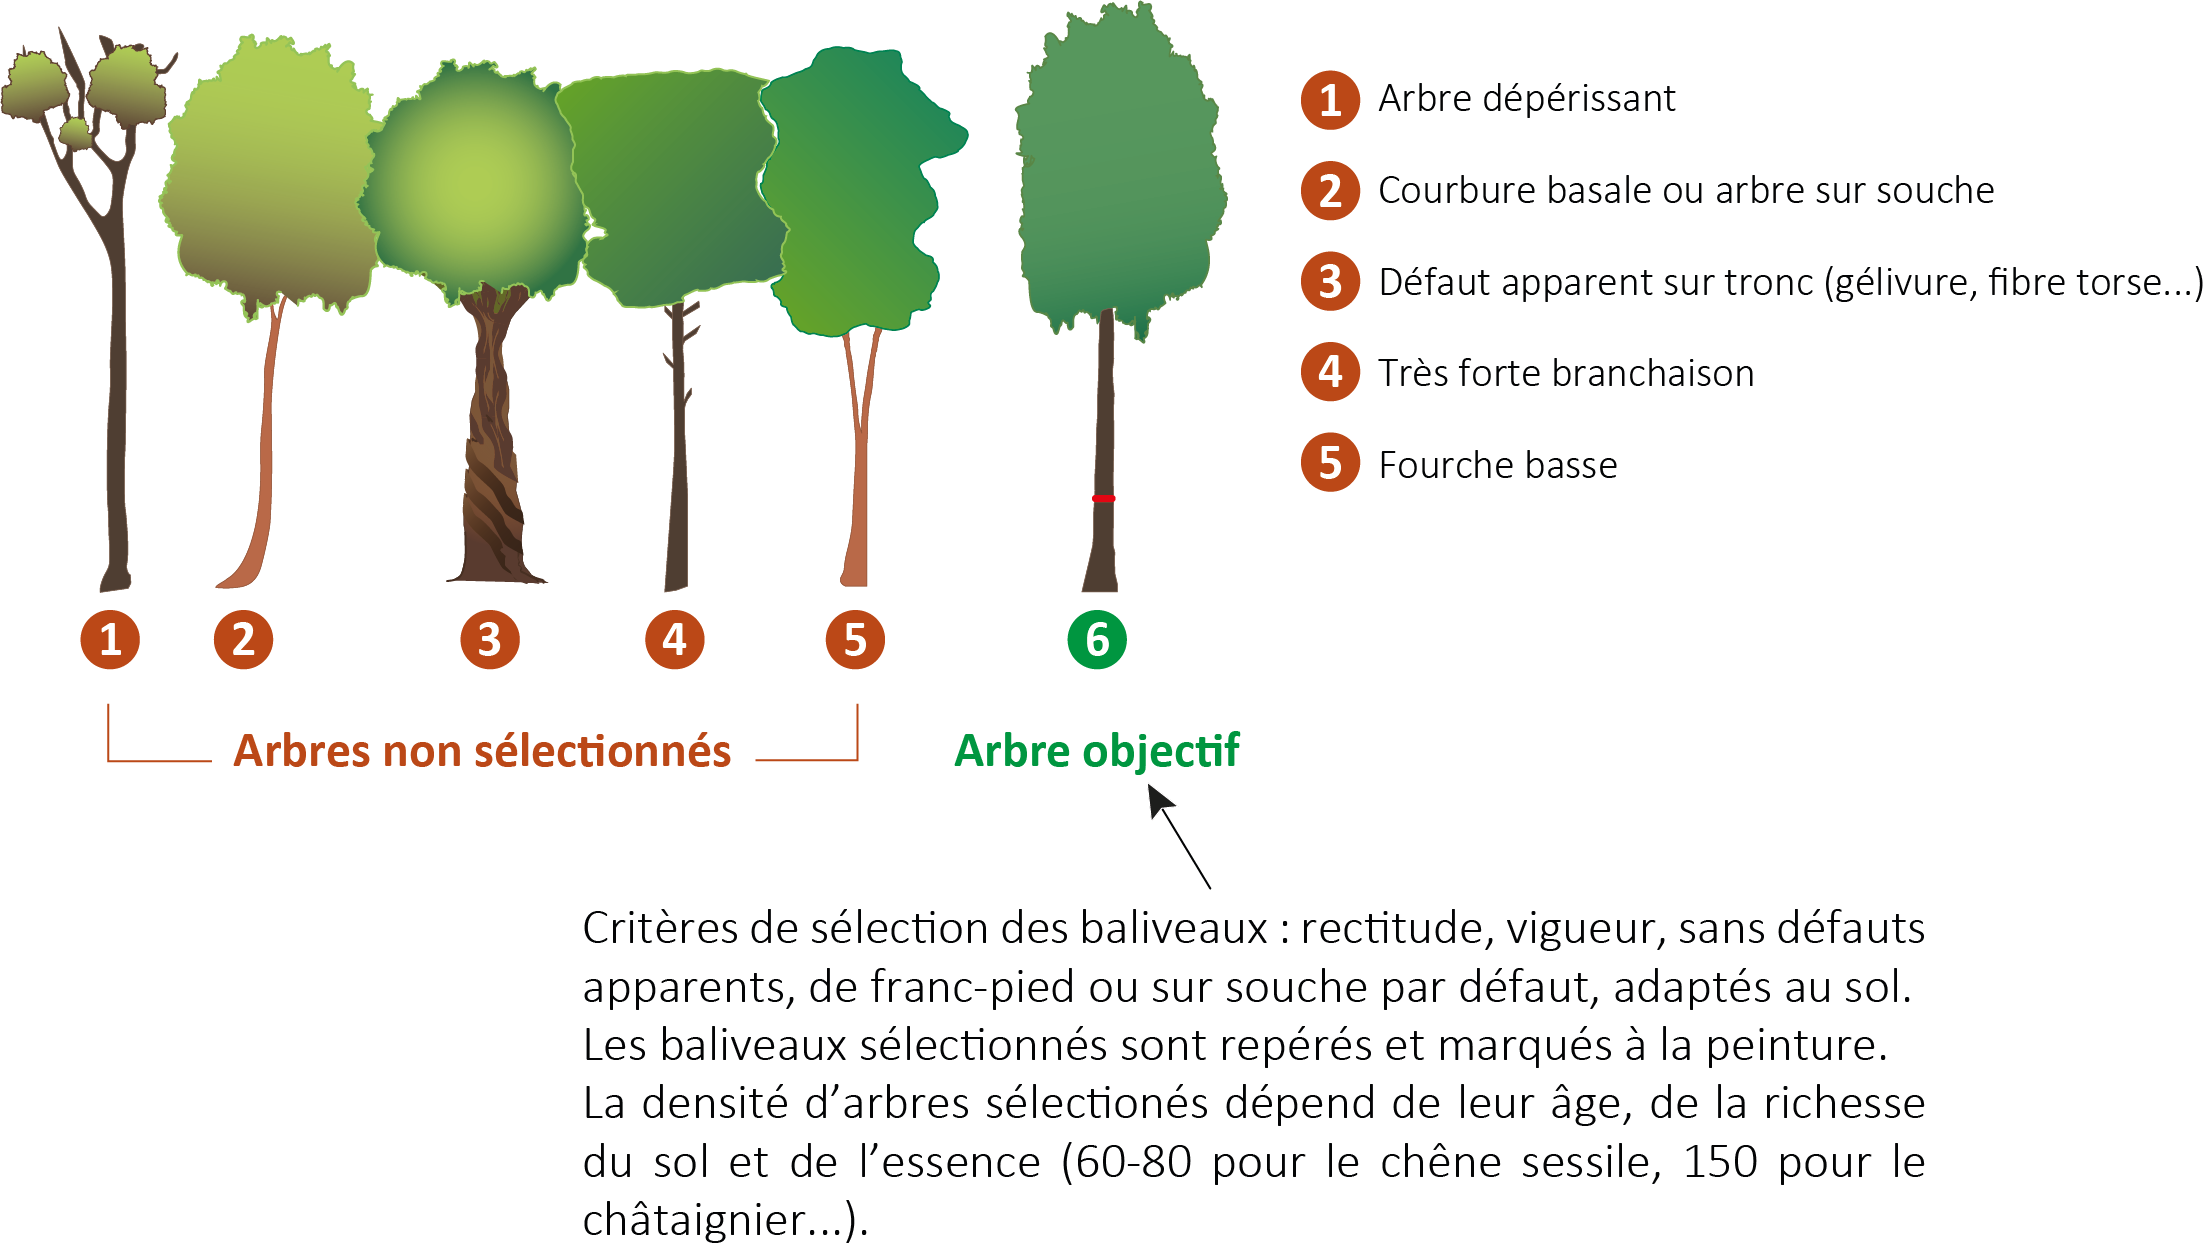 1 Arbre dépérissant
2 Courbure basale ou arbre sur souche
3 Défaut apparent sur tronc (gélivure, fibre torse...)
4 Très forte branchaison
5 Fourche basse
1 2 3 4 5 6
Arbres non sélectionnés Arbre objectif
Critères de sélection des baliveaux : rectitude, vigueur, sans défauts
apparents, de franc-pied ou sur souche par défaut, adaptés au sol.
Les baliveaux sélectionnés sont repérés et marqués à la peinture.
La densité d’arbres sélectionés dépend de leur âge, de la richesse
du sol et de l’essence (60-80 pour le chêne sessile, 150 pour le
châtaignier...).